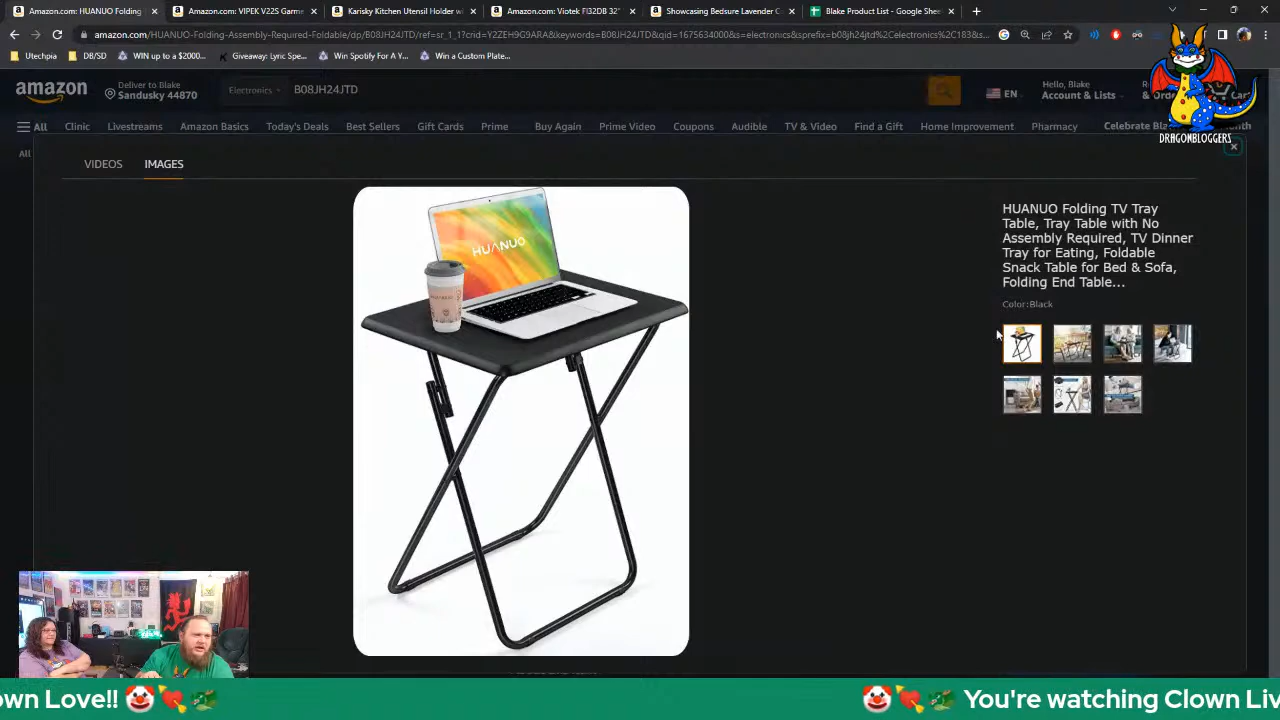 Amazon.com: HUANUO Folding
Amazon.com: VIPEK V22S Garme
Karisky Kitchen Utensil Holder w
Amazon.com: Viotek FI32DB 32"
Showcasing Bedsure Lavender C
Blake Product List - Google Shee
amazon.com/HUANUO-Folding-Assembly-Required-Foldable/dp/B08JH24JTD/ref=sr_1_1?crid=Y2ZEH9G9ARA&keywords=B08JH24JTD&qid=1675634000&s=electronics&sprefix=b08jh24jtd%2Celectronics%2C183&s...
Utechpia
DB/SD
WIN up to a $2000...
Giveaway: Lyric Spe...
Win Spotify For A Y...
Win a Custom Plate...
amazon
Deliver to Blake
Sandusky 44870
Electronics
B08JH24JTD
EN
Hello, Blake
Account & Lists
& Orde
Cart
All
Clinic
Livestreams
Amazon Basics
Today's Deals
Best Sellers
Gift Cards
Prime
Buy Again
Prime Video
Coupons
Audible
TV & Video
Find a Gift
Home Improvement
Pharmacy
DRAGONBLOGGERS
All
VIDEOS
IMAGES
HUANUO
HUANUO Folding TV Tray
Table, Tray Table with No
Assembly Required, TV Dinner
Tray for Eating, Foldable
Snack Table for Bed & Sofa,
Folding End Table...
Color:Black
own Love!! 🤡💘🐲
🤡💘🐲 You're watching Clown Liv